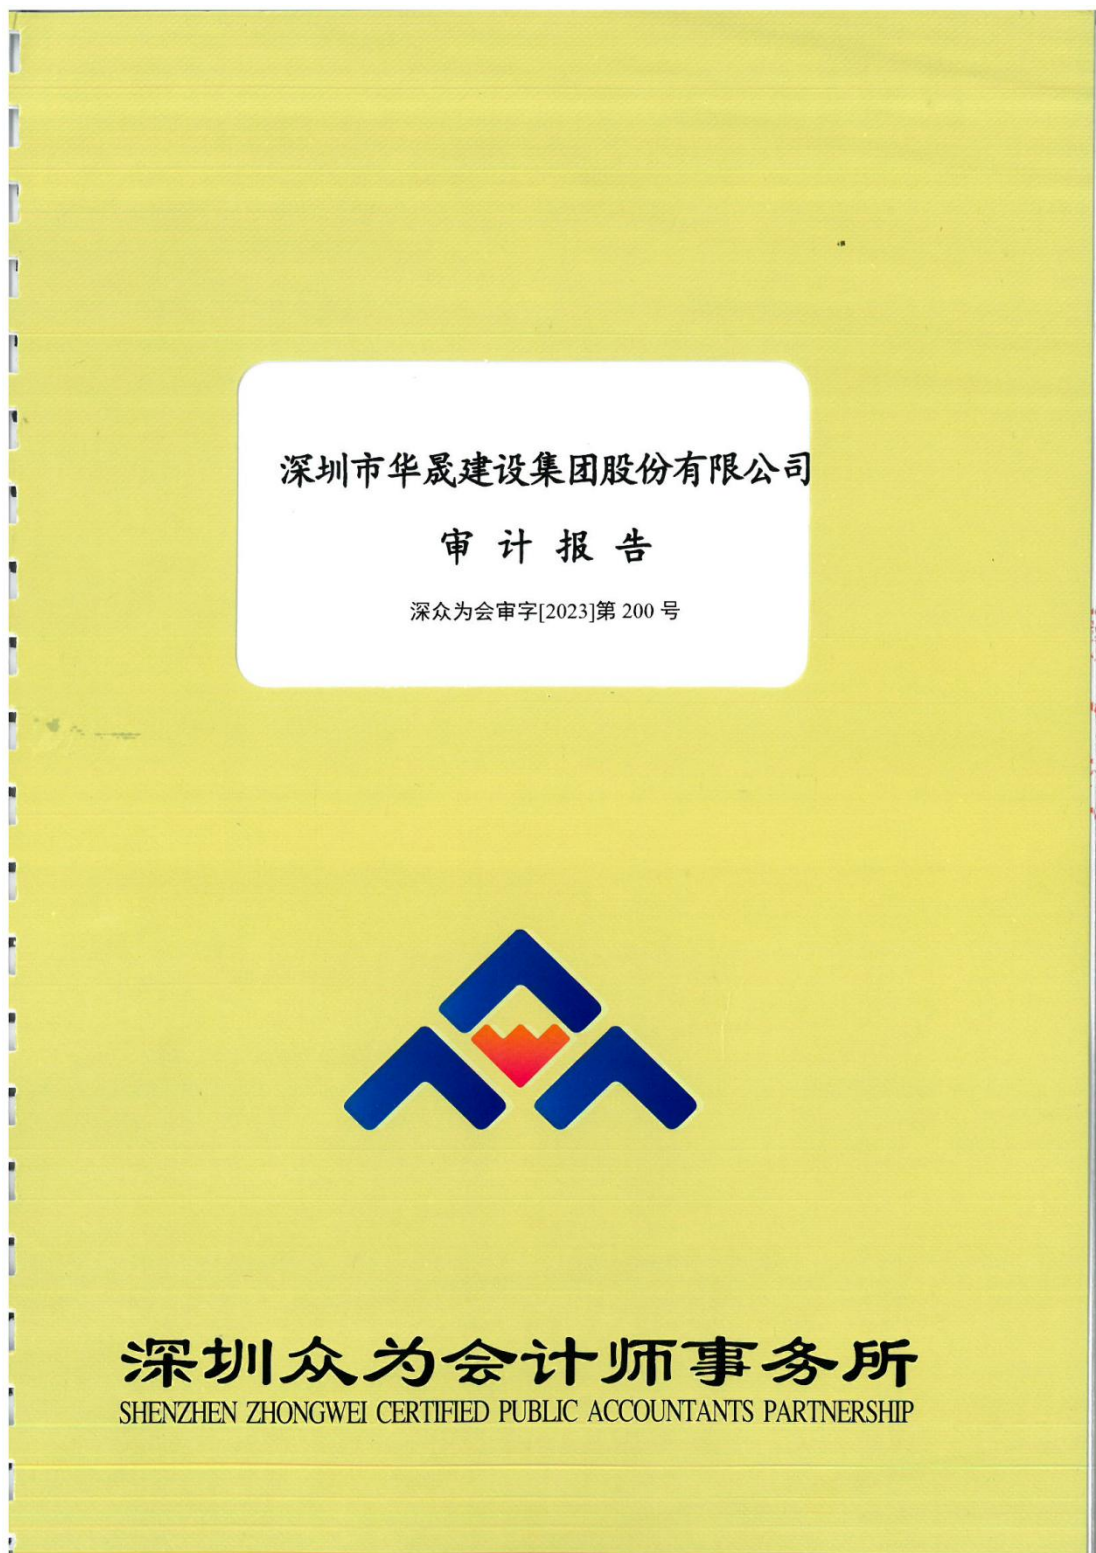 深圳市华晟建设集团股份有限公司
审计报告
深众为会审字[2023]第 200 号
深圳众为会计师事务所
SHENZHEN ZHONGWEI CERTIFIED PUBLIC ACCOUNTANTS PARTNERSHIP